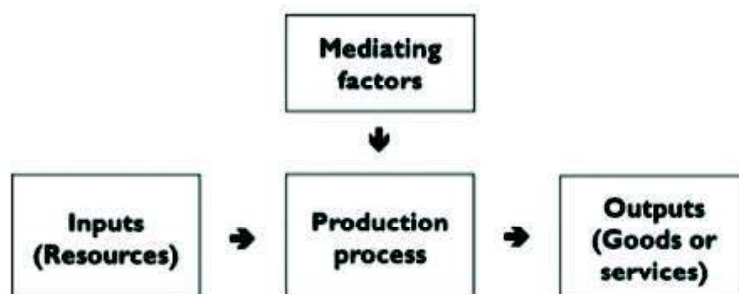 Mediating
factors
Inputs
(Resources)
Production
process
Outputs
(Goods or
services)